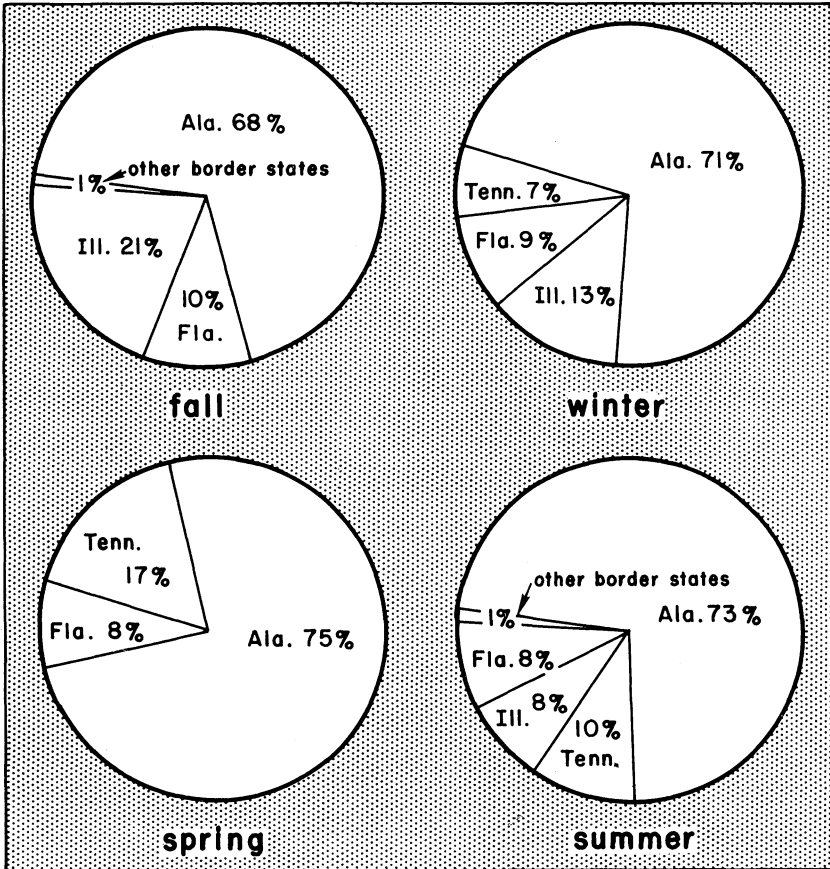 Ala. 68%
other border states
1%
Ill. 21%
10%
Fla.
fall
Ala. 71%
Tenn. 7%
Fla. 9%
Ill. 13%
winter
Tenn.
17%
Fla. 8%
Ala. 75%
spring
other border states
1%
Ala. 73%
Fla. 8%
Ill. 8%
10%
Tenn.
summer